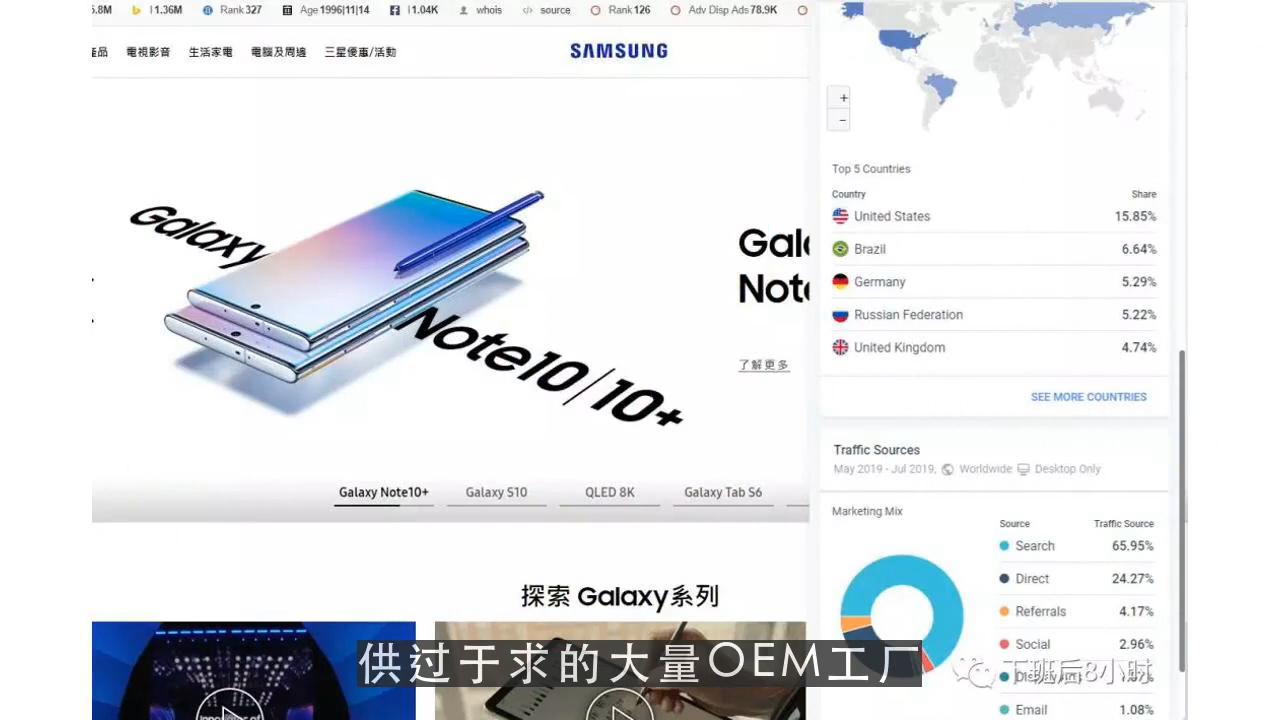 5.8M 1.36M Rank 327 Age 1996|11|14 1.04K whois source Rank 126 Adv Disp Ads 78.9K
產品 電視影音 生活家電 電腦及周邊 三星優惠/活動
SAMSUNG
Galaxy
Note10/10+
Gal
Note
了解更多
Galaxy Note10+ Galaxy S10 QLED 8K Galaxy Tab S6
探索 Galaxy系列
供过于求的大量OEM工厂
+
−
Top 5 Countries
Country Share
United States 15.85%
Brazil 6.64%
Germany 5.29%
Russian Federation 5.22%
United Kingdom 4.74%
SEE MORE COUNTRIES
Traffic Sources
May 2019 - Jul 2019, Worldwide Desktop Only
Marketing Mix
Source Traffic Source
Search 65.95%
Direct 24.27%
Referrals 4.17%
Social 2.96%
下班后8小时
Email 1.08%